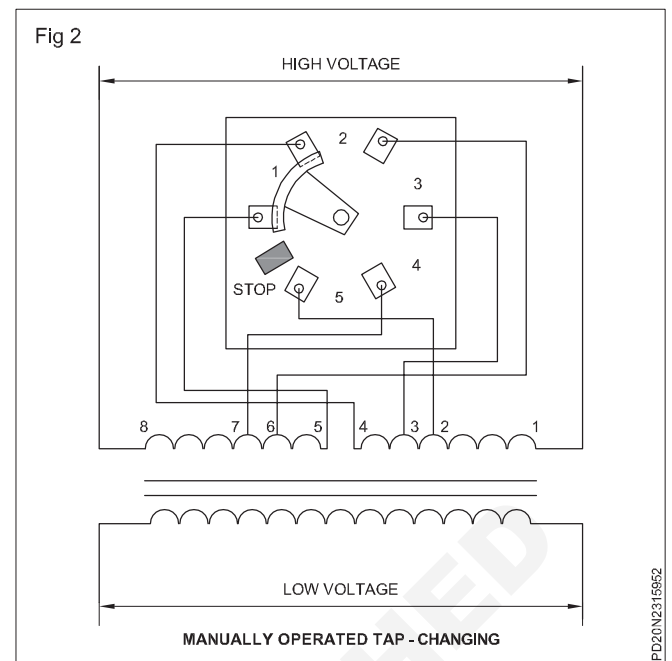 Fig 2
HIGH VOLTAGE
2
1
3
4
STOP
5
8 7 6 5 4 3 2 1
LOW VOLTAGE
MANUALLY OPERATED TAP - CHANGING
PD20N2315952